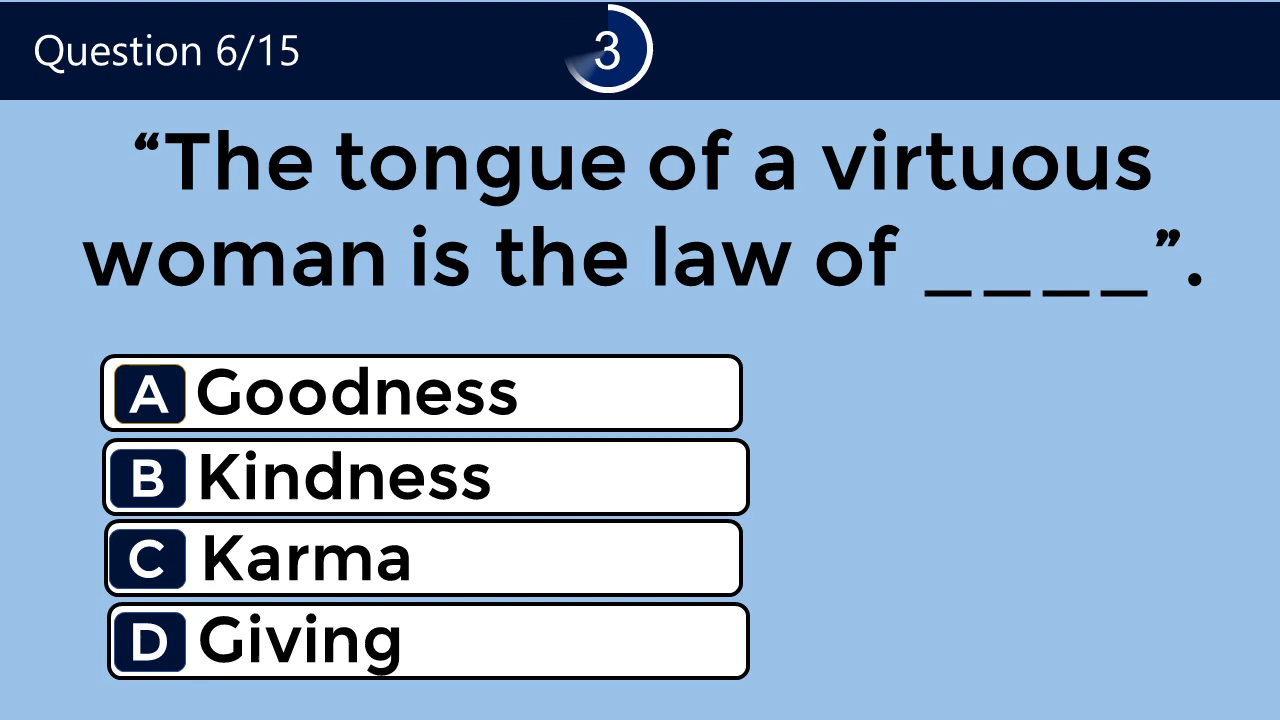 Question 6/15
3
“The tongue of a virtuous
woman is the law of _ _ _ _ ”.
A Goodness
B Kindness
C Karma
D Giving